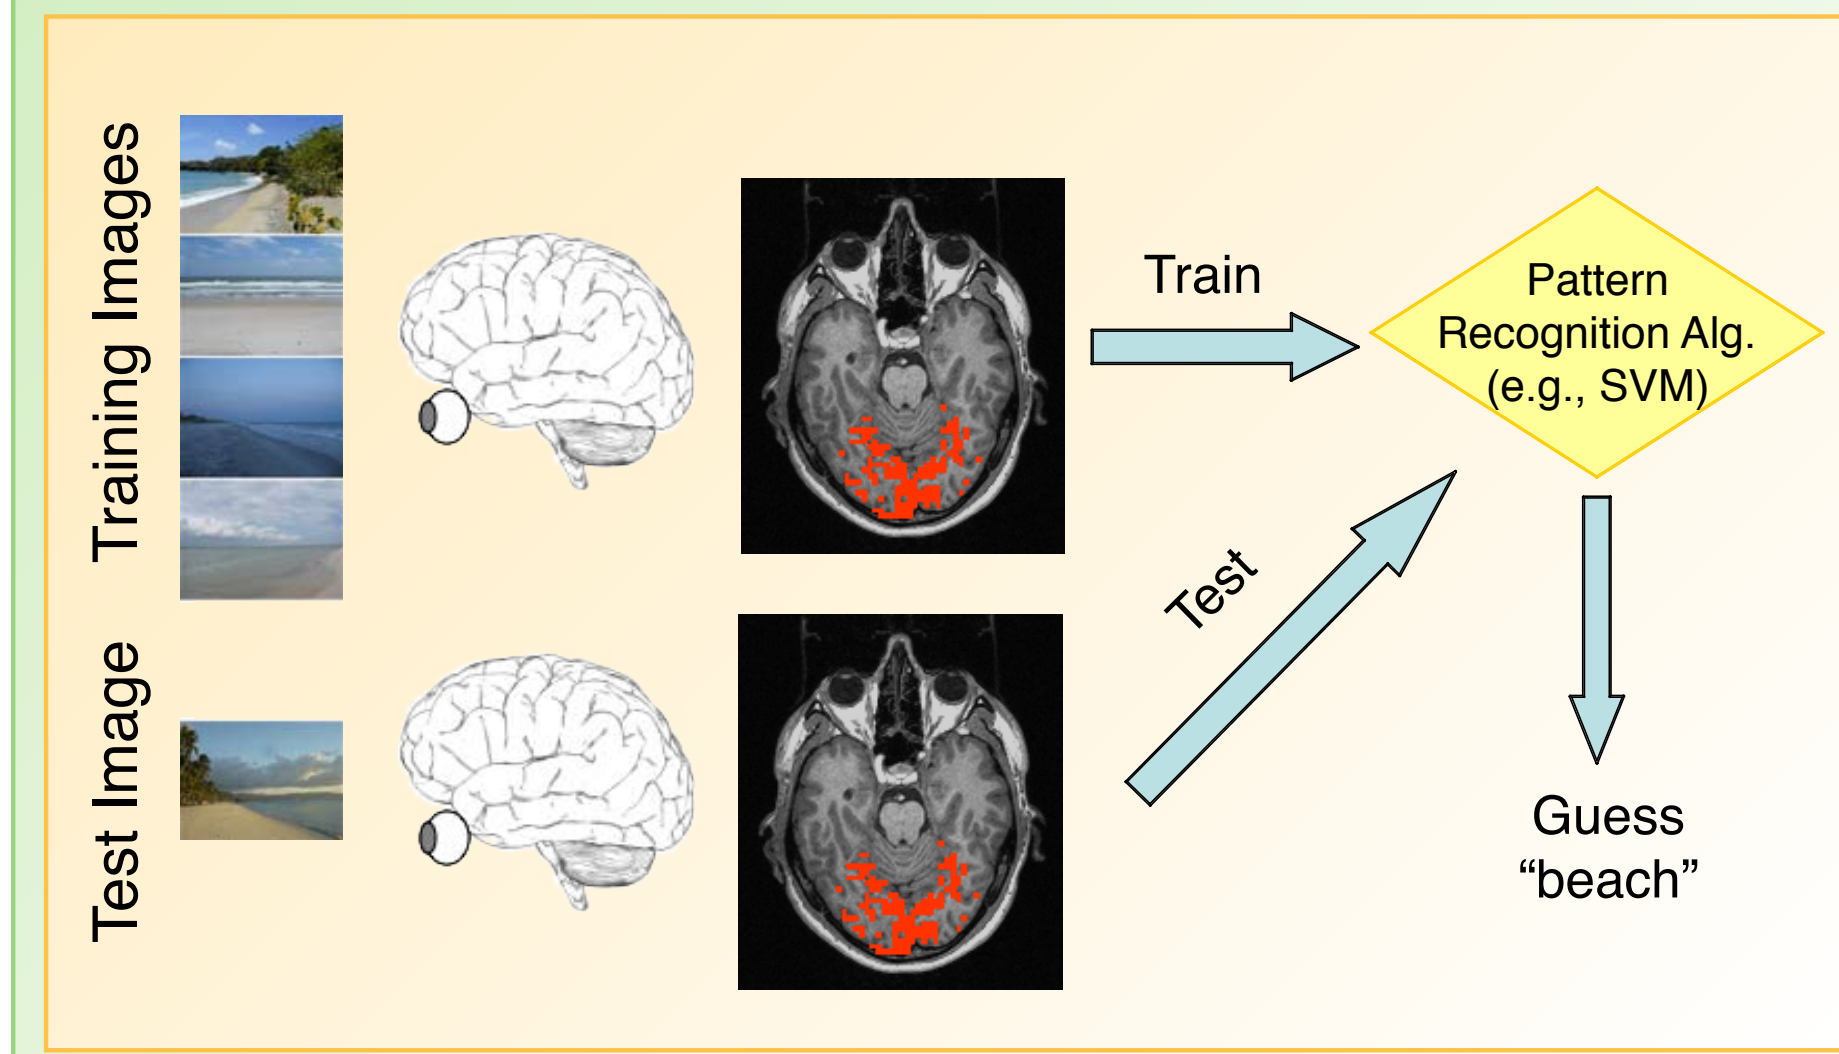 Training Images
Test Image
Train
Test
Pattern
Recognition Alg.
(e.g., SVM)
Guess
“beach”